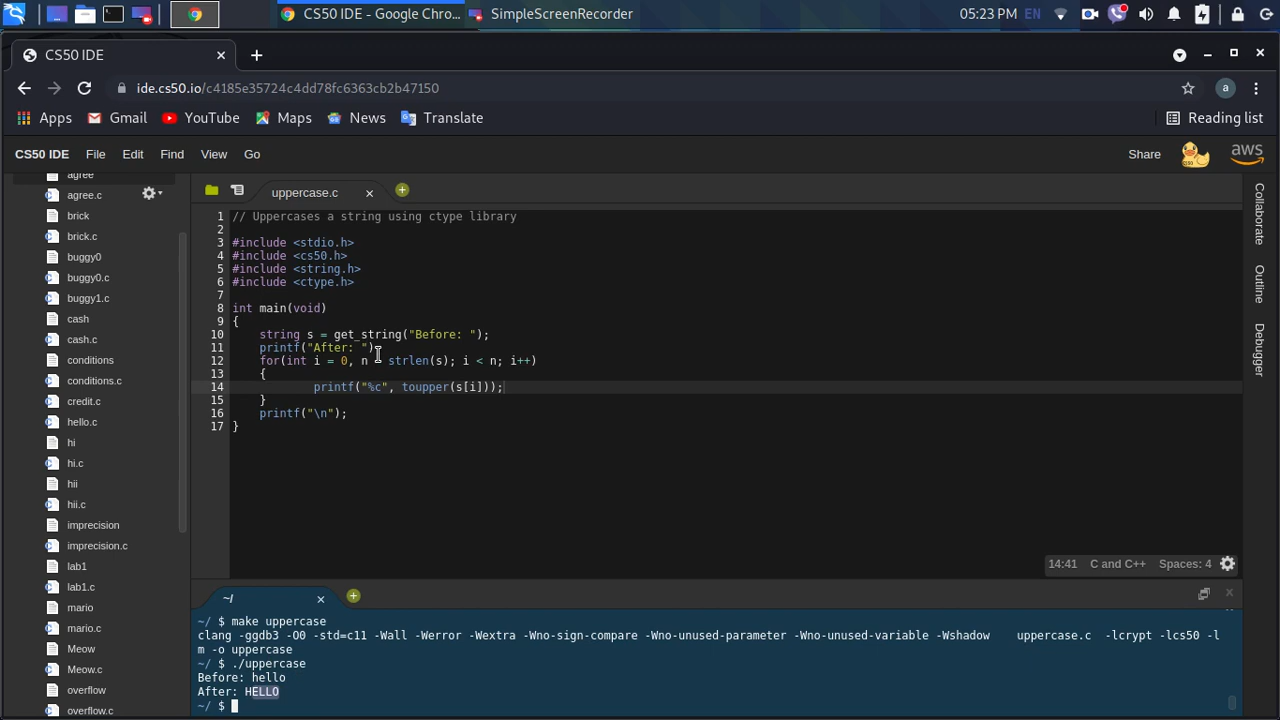 CS50 IDE - Google Chro...
SimpleScreenRecorder
05:23 PM EN
CS50 IDE
ide.cs50.io/c4185e35724c4dd78fc6363cb2b47150
a
Apps
Gmail
YouTube
Maps
News
Translate
Reading list
CS50 IDE
File
Edit
Find
View
Go
Share
aws
agree
agree.c
brick
brick.c
buggy0
buggy0.c
buggy1.c
cash
cash.c
conditions
conditions.c
credit.c
hello.c
hi
hi.c
hii
hii.c
imprecision
imprecision.c
lab1
lab1.c
mario
mario.c
Meow
Meow.c
overflow
overflow.c
uppercase.c
1 // Uppercases a string using ctype library
2
3 #include <stdio.h>
4 #include <cs50.h>
5 #include <string.h>
6 #include <ctype.h>
7
8 int main(void)
9 {
10 string s = get_string("Before: ");
11 printf("After: ");
12 for(int i = 0, n = strlen(s); i < n; i++)
13 {
14 printf("%c", toupper(s[i]));
15 }
16 printf("\n");
17 }
14:41 C and C++ Spaces: 4
Collaborate
Outline
Debugger
~/
~/ $ make uppercase
clang -ggdb3 -O0 -std=c11 -Wall -Werror -Wextra -Wno-sign-compare -Wno-unused-parameter -Wno-unused-variable -Wshadow uppercase.c -lcrypt -lcs50 -l
m -o uppercase
~/ $ ./uppercase
Before: hello
After: HELLO
~/ $